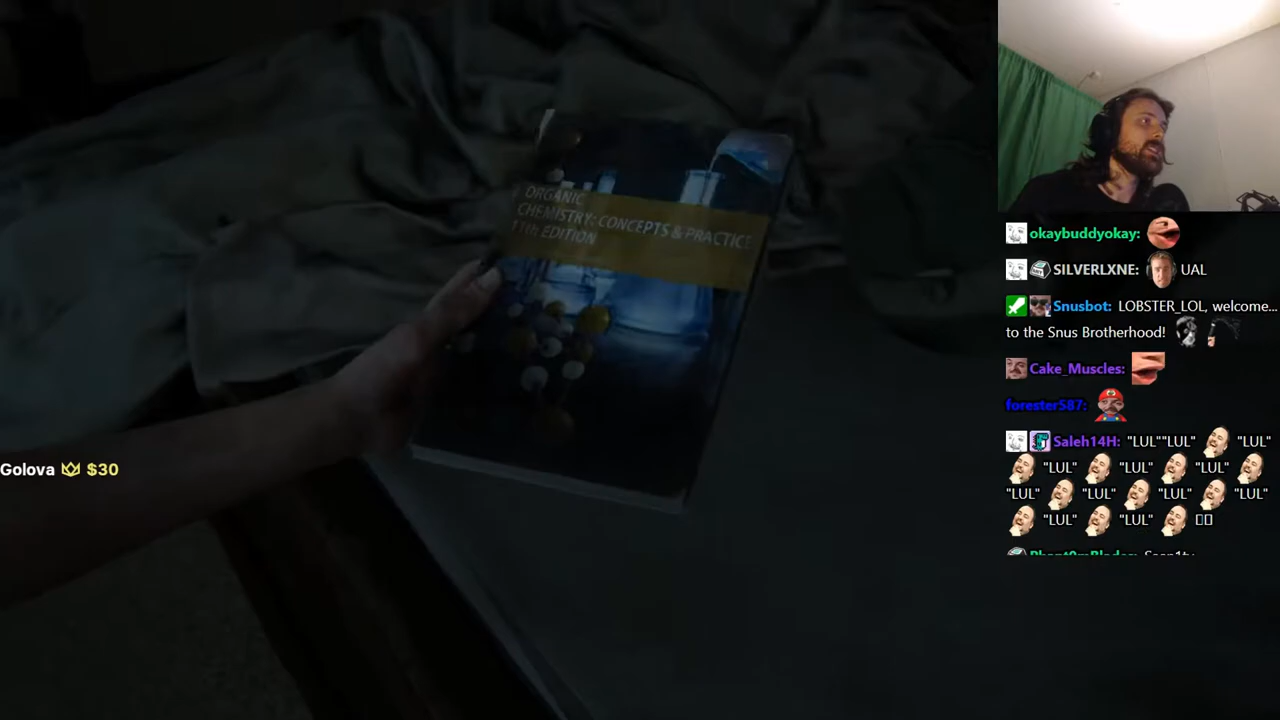 ORGANIC
CHEMISTRY: CONCEPTS & PRACTICE
11th EDITION
Golova $30
okaybuddyokay:
SILVERLXNE: UAL
Snusbot: LOBSTER_LOL, welcome...
to the Snus Brotherhood!
Cake_Muscles:
forester587:
Saleh14H: "LUL""LUL" "LUL"
"LUL" "LUL" "LUL"
"LUL" "LUL" "LUL" "LUL"
"LUL" "LUL"